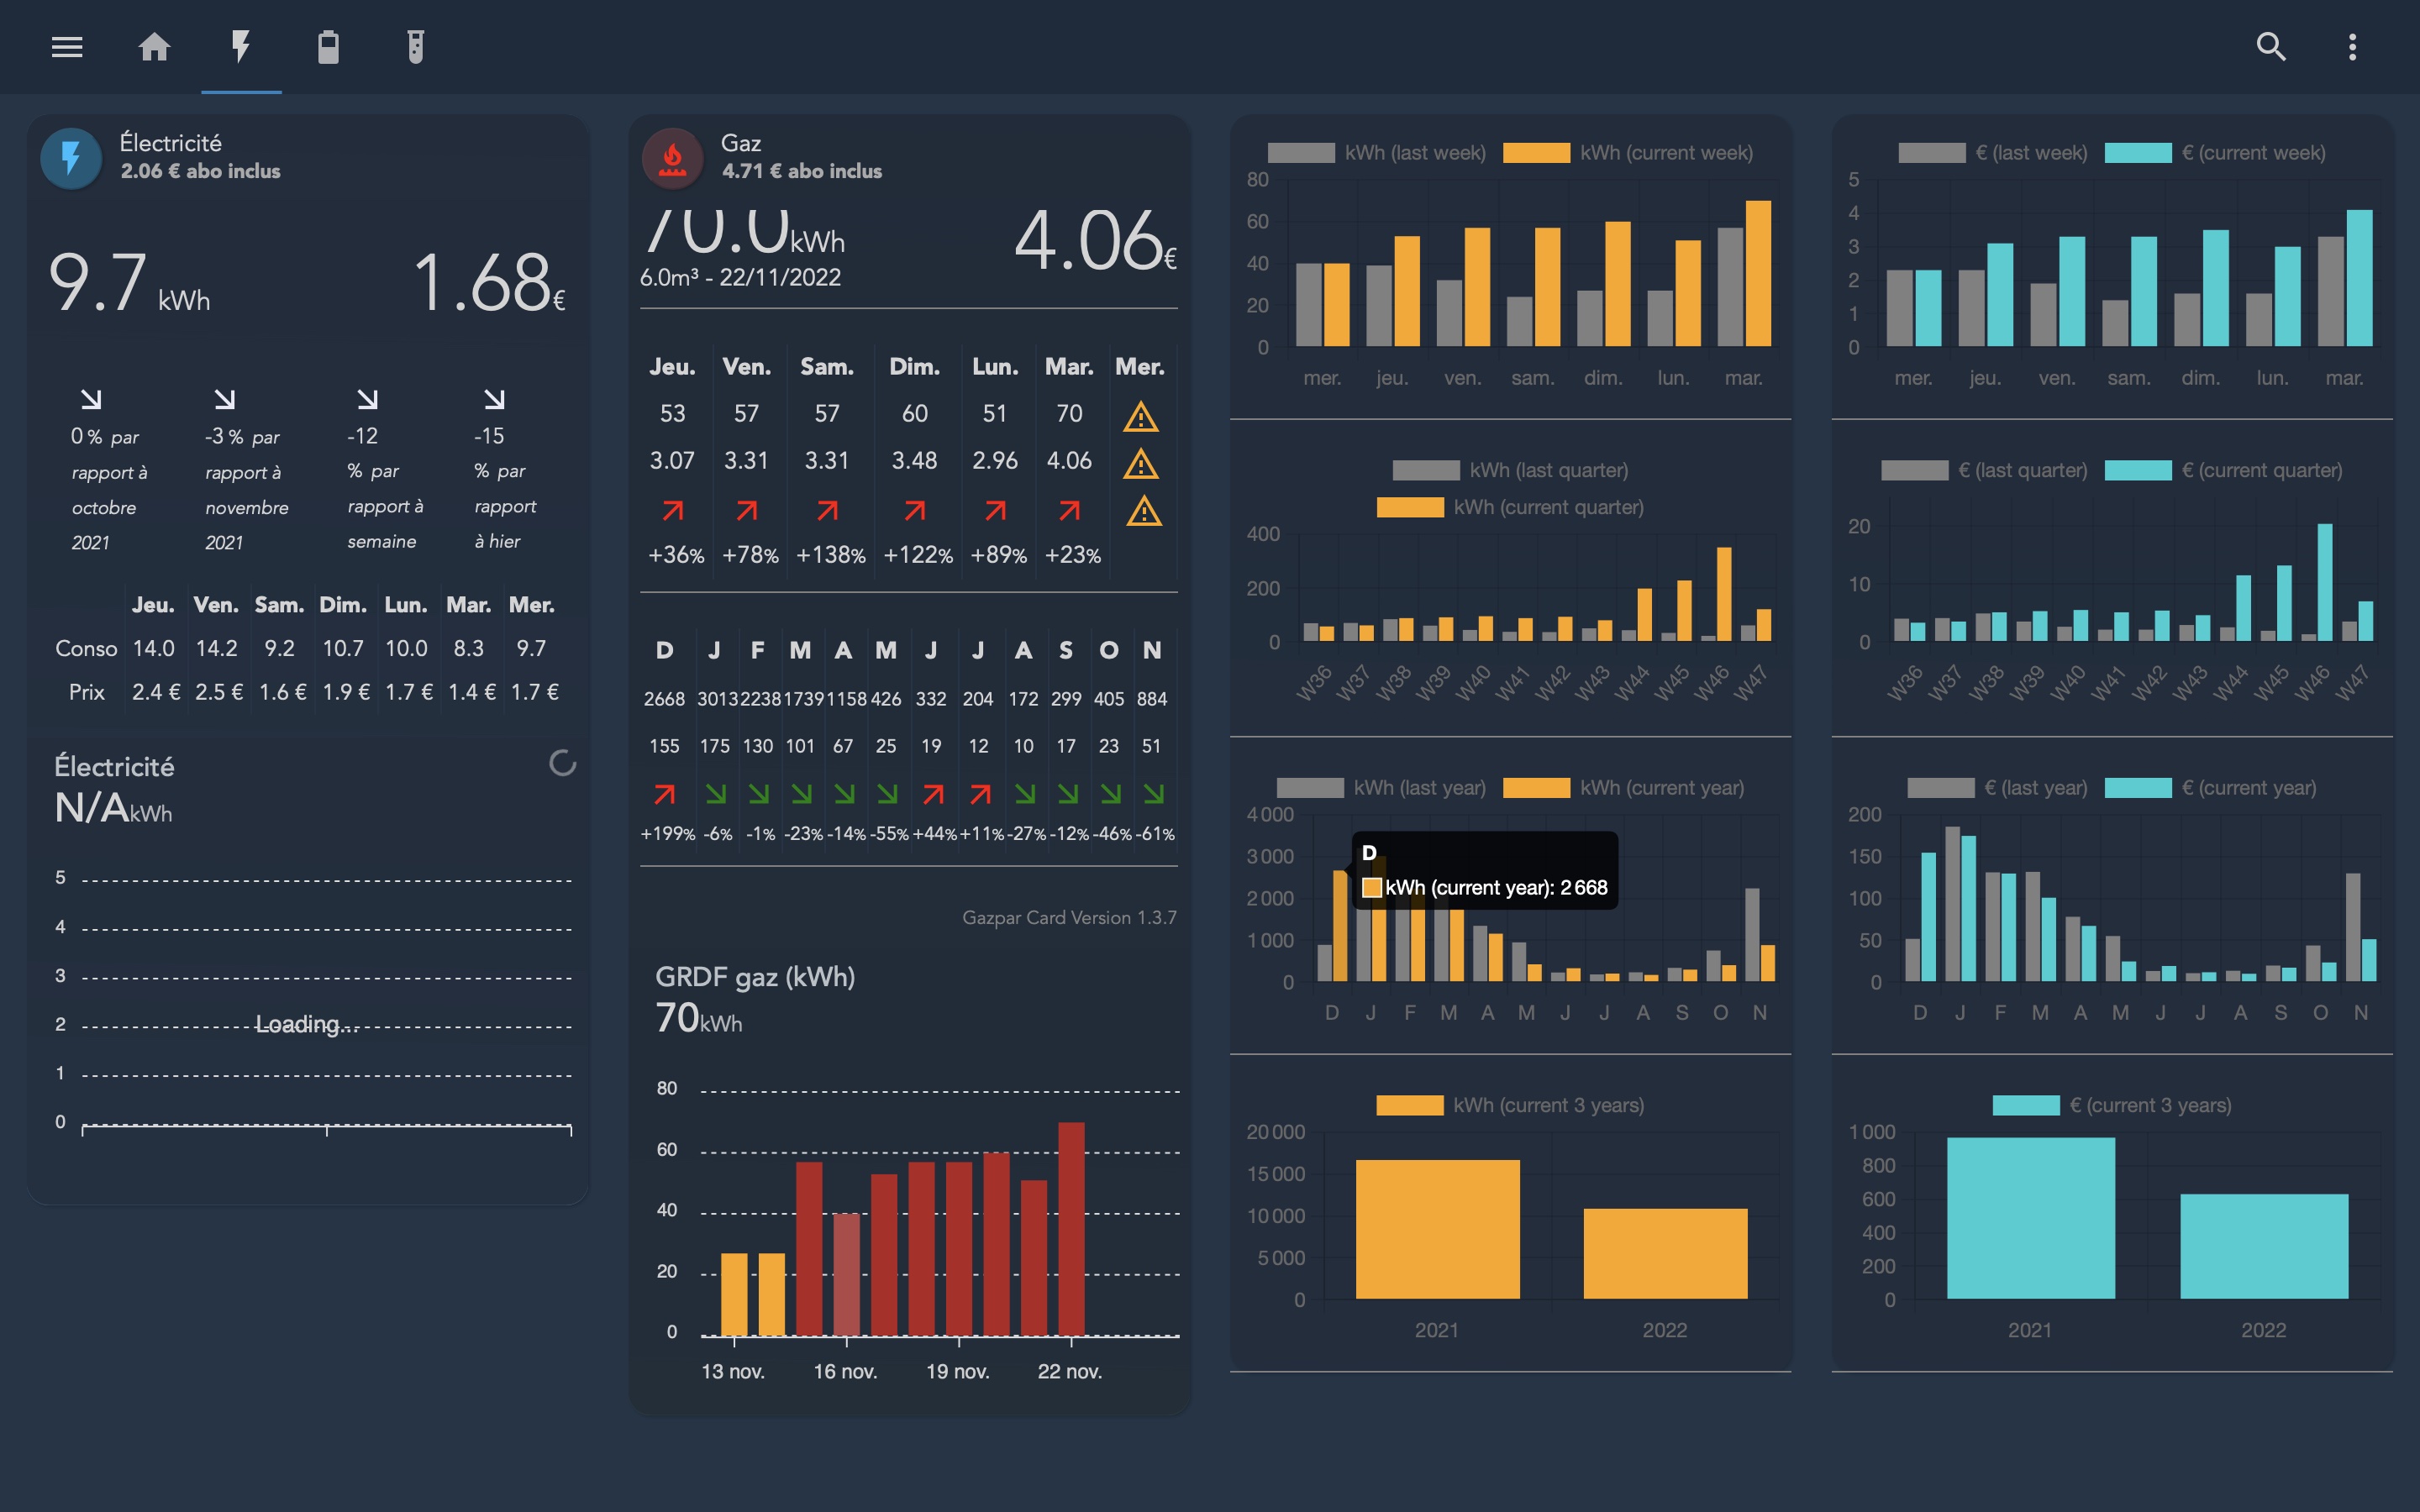 Électricité
2.06 € abo inclus
9.7 kWh
1.68€
0 % par rapport à octobre 2021
-3 % par rapport à novembre 2021
-12 % par rapport à semaine
-15 % par rapport à hier
Jeu. Ven. Sam. Dim. Lun. Mar. Mer.
Conso 14.0 14.2 9.2 10.7 10.0 8.3 9.7
Prix 2.4 € 2.5 € 1.6 € 1.9 € 1.7 € 1.4 € 1.7 €
Électricité
N/AkWh
5
4
3
2
Loading...
1
0
Gaz
4.71 € abo inclus
70.0kWh
4.06€
6.0m³ - 22/11/2022
Jeu. Ven. Sam. Dim. Lun. Mar. Mer.
53 57 57 60 51 70
3.07 3.31 3.31 3.48 2.96 4.06
+36% +78% +138% +122% +89% +23%
D J F M A M J J A S O N
2668 3013 2238 1739 1158 426 332 204 172 299 405 884
155 175 130 101 67 25 19 12 10 17 23 51
+199% -6% -1% -23% -14% -55% +44% +11% -27% -12% -46% -61%
Gazpar Card Version 1.3.7
GRDF gaz (kWh)
70kWh
80
60
40
20
0
13 nov. 16 nov. 19 nov. 22 nov.
kWh (last week) kWh (current week)
80
60
40
20
0
mer. jeu. ven. sam. dim. lun. mar.
kWh (last quarter)
kWh (current quarter)
400
200
0
W36 W37 W38 W39 W40 W41 W42 W43 W44 W45 W46 W47
kWh (last year) kWh (current year)
4 000
3 000
2 000
1 000
0
D
kWh (current year): 2 668
D J F M A M J J A S O N
kWh (current 3 years)
20 000
15 000
10 000
5 000
0
2021 2022
€ (last week) € (current week)
5
4
3
2
1
0
mer. jeu. ven. sam. dim. lun. mar.
€ (last quarter) € (current quarter)
20
10
0
W36 W37 W38 W39 W40 W41 W42 W43 W44 W45 W46 W47
€ (last year) € (current year)
200
150
100
50
0
D J F M A M J J A S O N
€ (current 3 years)
1 000
800
600
400
200
0
2021 2022